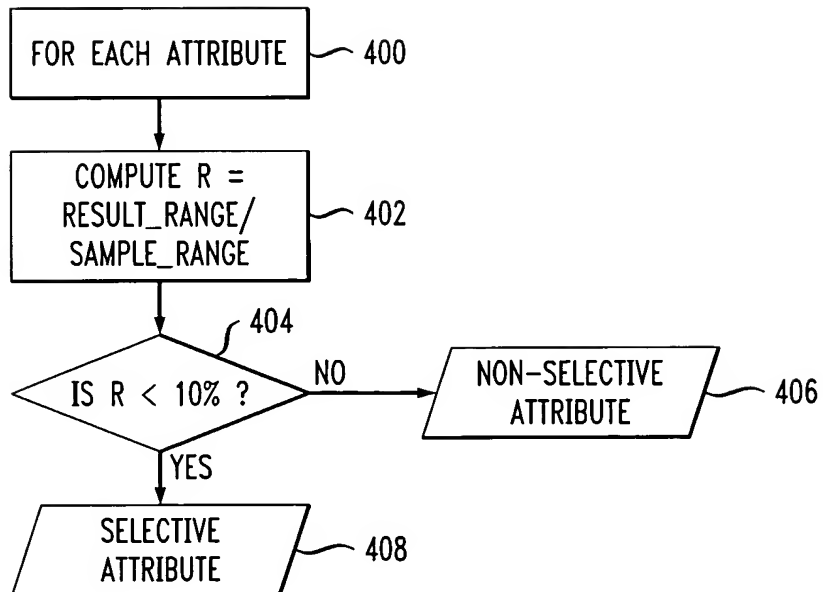 FOR EACH ATTRIBUTE
400
COMPUTE R =
RESULT_RANGE/
SAMPLE_RANGE
402
404
IS R < 10% ?
NO
NON-SELECTIVE
ATTRIBUTE
406
YES
SELECTIVE
ATTRIBUTE
408